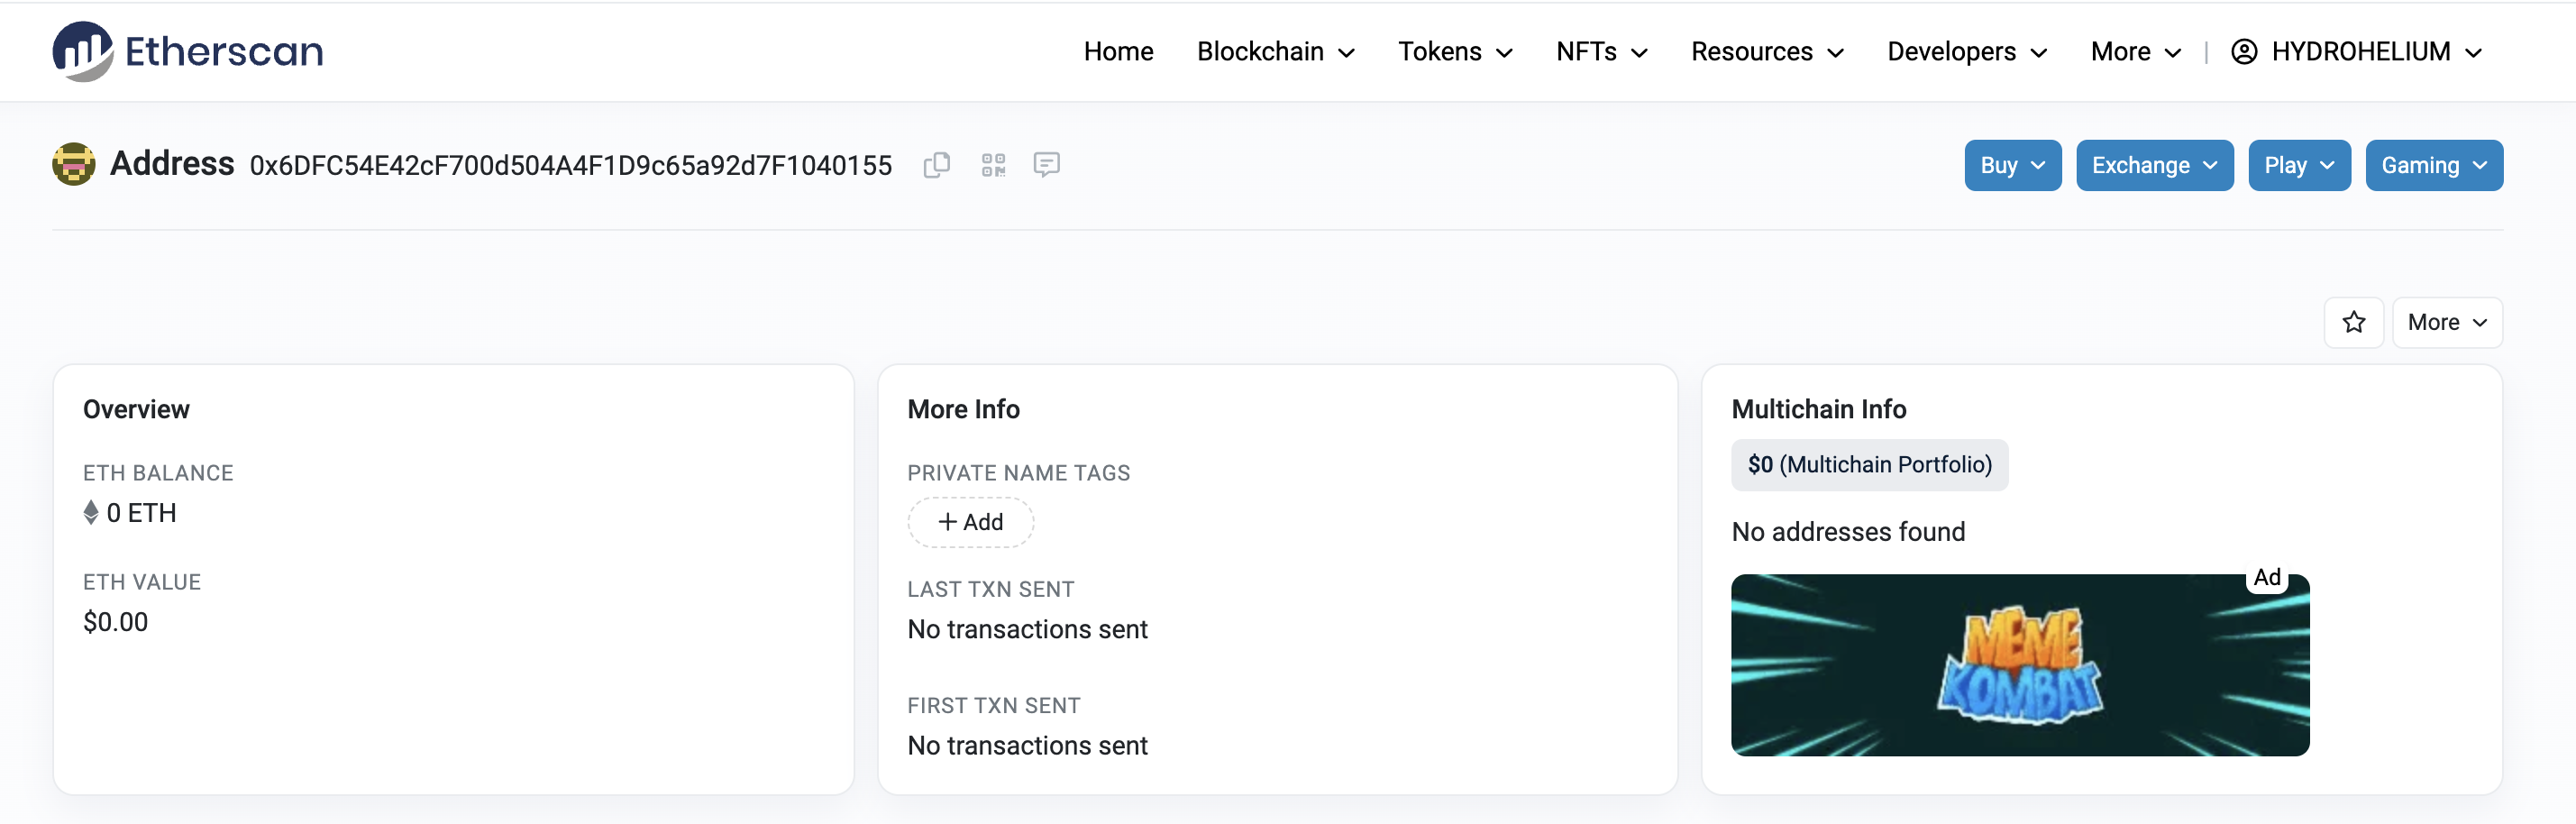 Etherscan
Home Blockchain Tokens NFTs Resources Developers More | HYDROHELIUM
Address 0x6DFC54E42cF700d504A4F1D9c65a92d7F1040155
Buy Exchange Play Gaming
More
Overview
ETH BALANCE
0 ETH
ETH VALUE
$0.00
More Info
PRIVATE NAME TAGS
+ Add
LAST TXN SENT
No transactions sent
FIRST TXN SENT
No transactions sent
Multichain Info
$0 (Multichain Portfolio)
No addresses found
Ad
MEME
KOMBAT